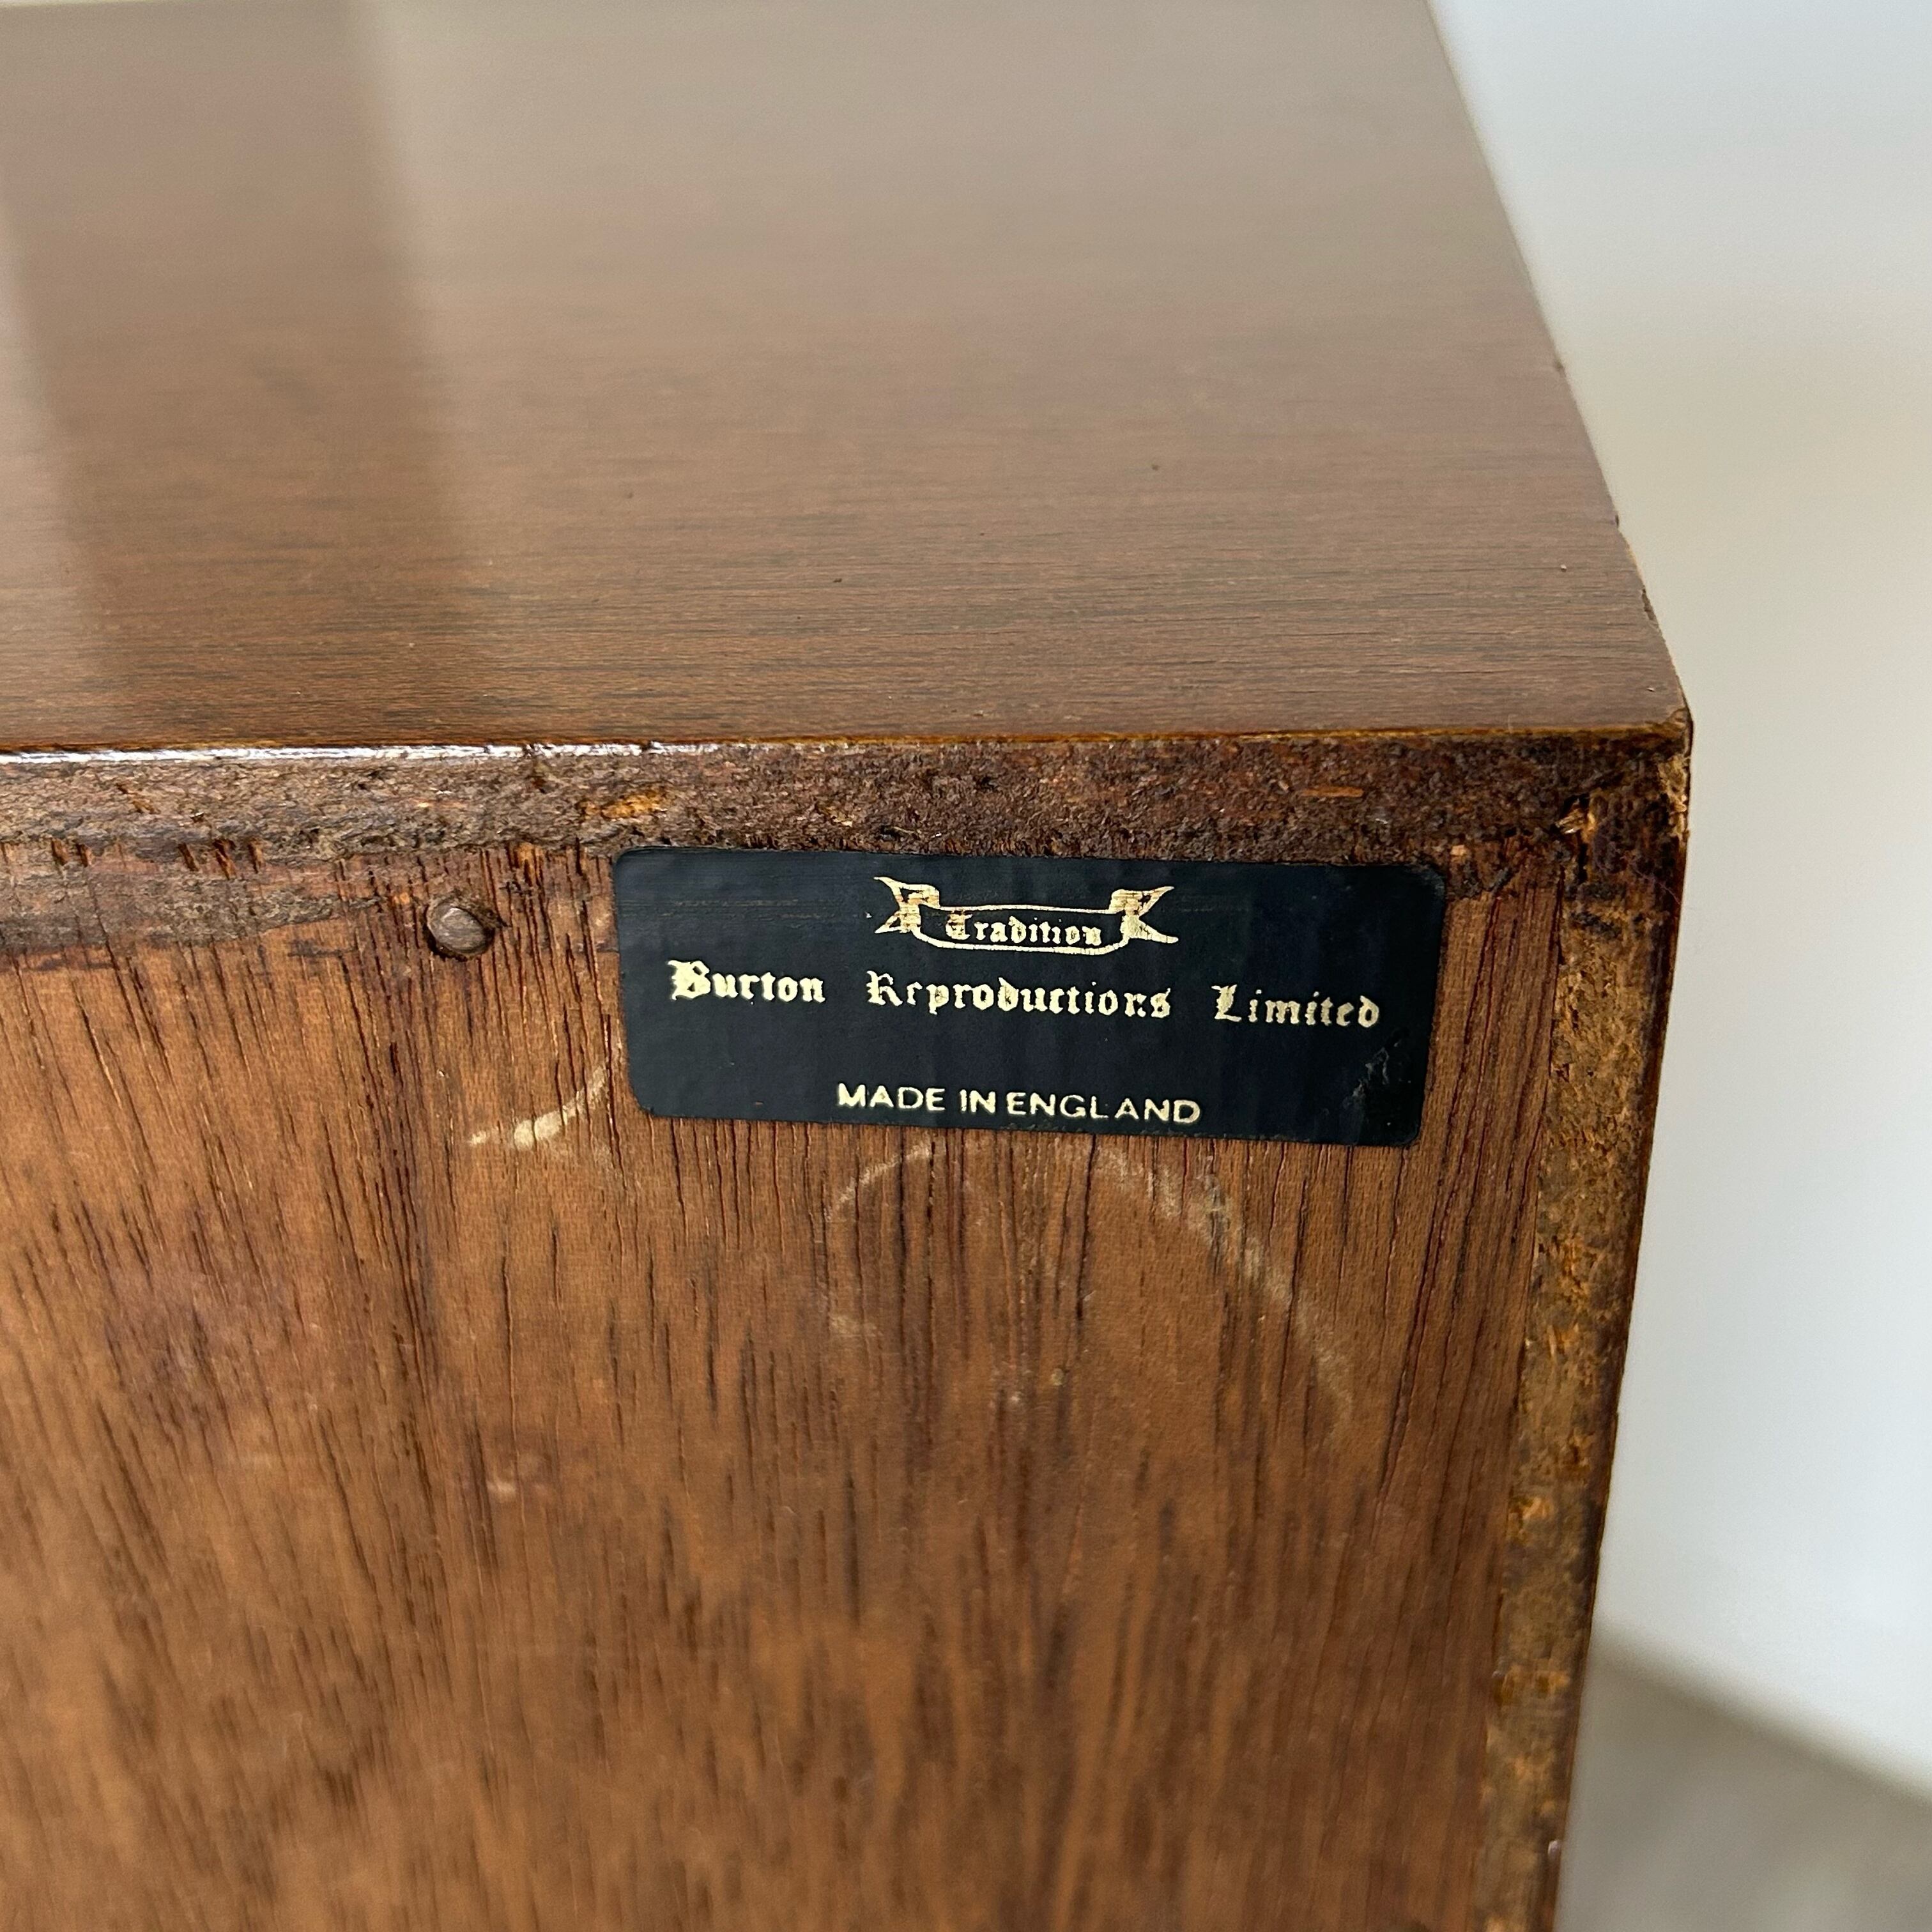 Tradition
Burton Reproductions Limited
MADE IN ENGLAND